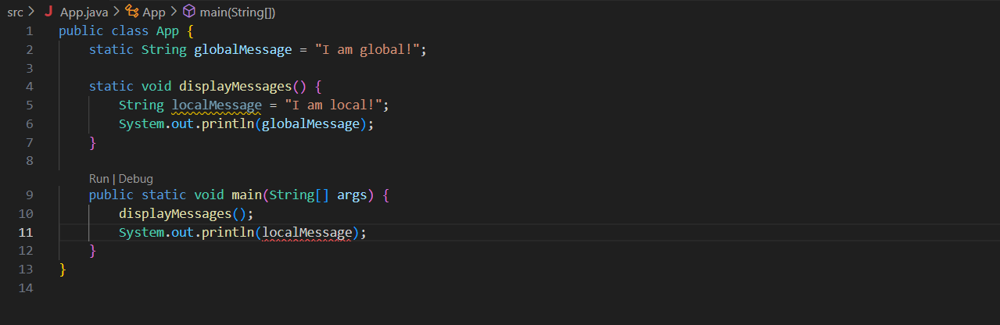 src > App.java > App > main(String[])
1 public class App {
2 static String globalMessage = "I am global!";
3
4 static void displayMessages() {
5 String localMessage = "I am local!";
6 System.out.println(globalMessage);
7 }
8
Run | Debug
9 public static void main(String[] args) {
10 displayMessages();
11 System.out.println(localMessage);
12 }
13 }
14